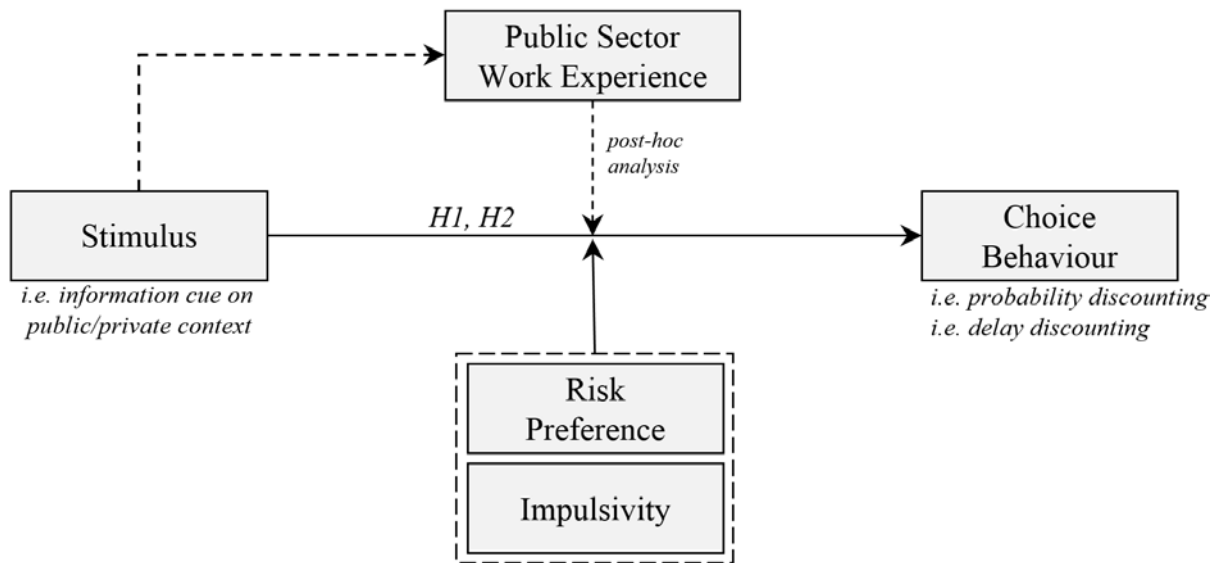 Public Sector
Work Experience
post-hoc
analysis
H1, H2
Stimulus
i.e. information cue on
public/private context
Choice
Behaviour
i.e. probability discounting
i.e. delay discounting
Risk
Preference
Impulsivity